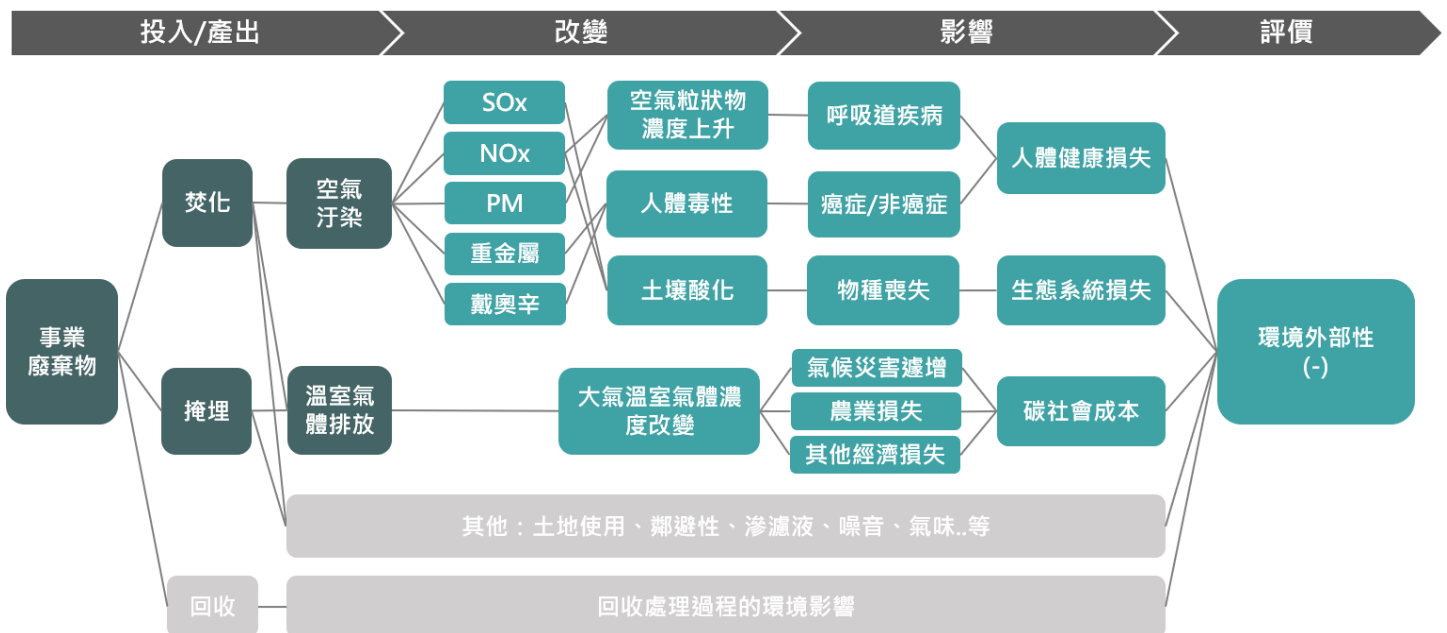 投入/產出
改變
影響
評價
事業
廢棄物
焚化
掩埋
回收
空氣
汙染
溫室氣
體排放
SOx
NOx
PM
重金屬
戴奧辛
空氣粒狀物
濃度上升
人體毒性
土壤酸化
大氣溫室氣體濃
度改變
呼吸道疾病
癌症/非癌症
物種喪失
氣候災害遽增
農業損失
其他經濟損失
人體健康損失
生態系統損失
碳社會成本
環境外部性
(-)
其他：土地使用、鄰避性、滲濾液、噪音、氣味..等
回收處理過程的環境影響